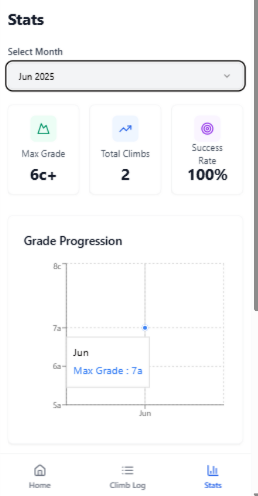 Stats
Select Month
Jun 2025
Max Grade
6c+
Total Climbs
2
Success
Rate
100%
Grade Progression
8c
7a
6a
5a
Jun
Max Grade : 7a
Jun
Home
Climb Log
Stats